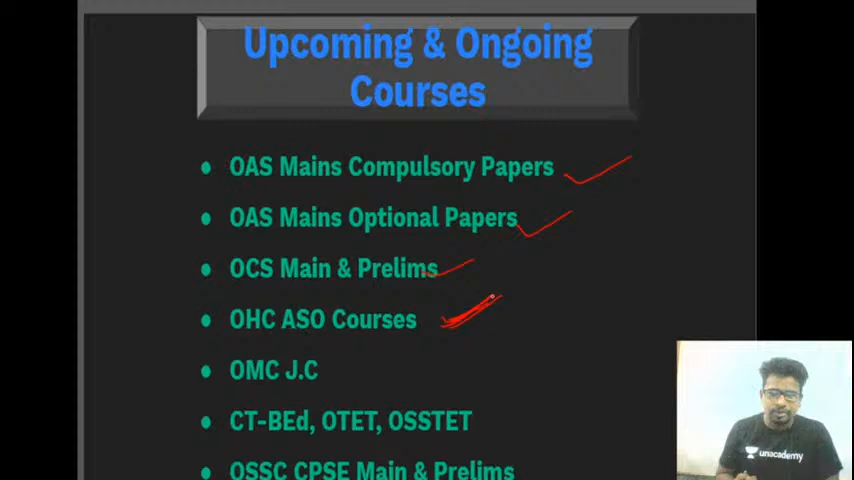 Upcoming & Ongoing
Courses
OAS Mains Compulsory Papers
OAS Mains Optional Papers
OCS Main & Prelims
OHC ASO Courses
OMC J.C
CT-BEd, OTET, OSSTET
OSSC CPSE Main & Prelims
unacademy